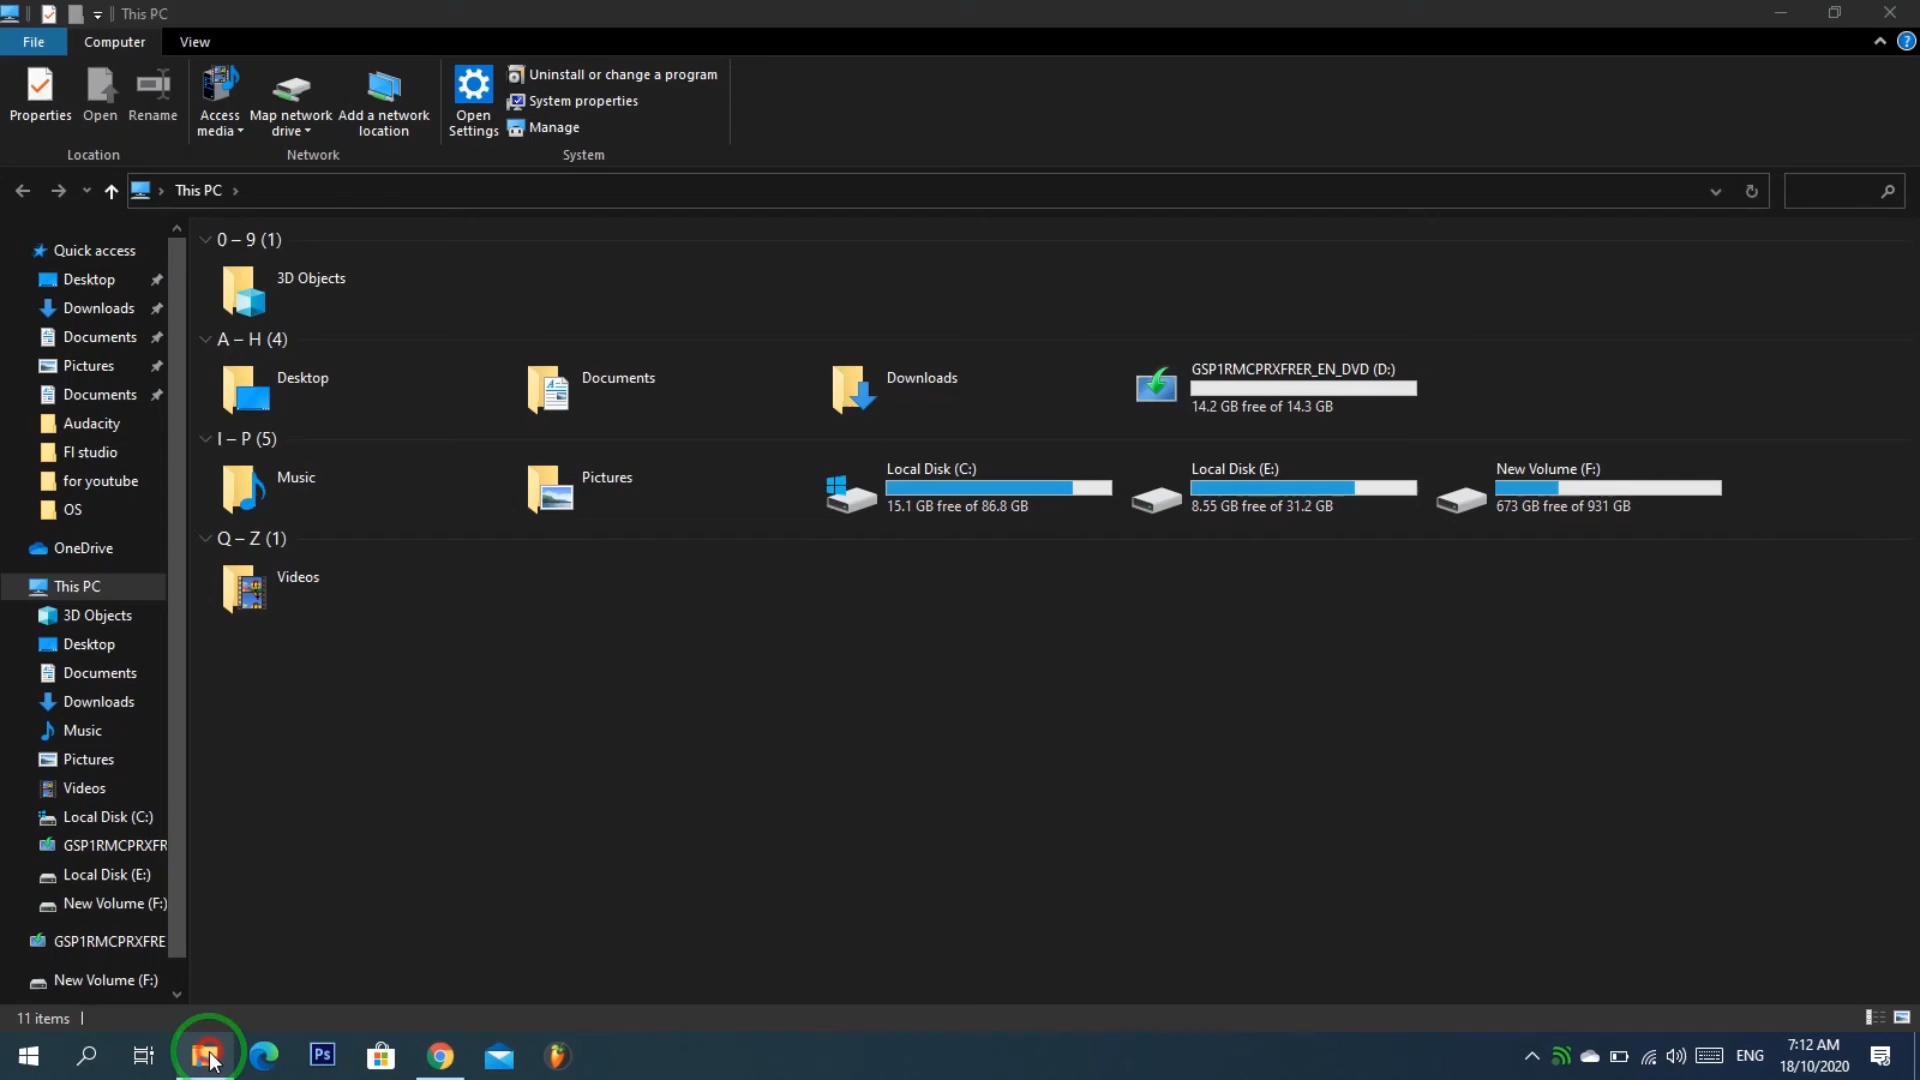 This PC
File Computer View
Properties Open Rename Access media Map network drive Add a network location Open Settings Uninstall or change a program
System properties
Manage
Location Network System
This PC
Quick access
Desktop
Downloads
Documents
Pictures
Documents
Audacity
Fl studio
for youtube
OS
OneDrive
This PC
3D Objects
Desktop
Documents
Downloads
Music
Pictures
Videos
Local Disk (C:)
GSP1RMCPRXFR
Local Disk (E:)
New Volume (F:)
GSP1RMCPRXFRE
New Volume (F:)
0 – 9 (1)
3D Objects
A – H (4)
Desktop
Documents
Downloads
GSP1RMCPRXFRER_EN_DVD (D:)
14.2 GB free of 14.3 GB
I – P (5)
Music
Pictures
Local Disk (C:)
15.1 GB free of 86.8 GB
Local Disk (E:)
8.55 GB free of 31.2 GB
New Volume (F:)
673 GB free of 931 GB
Q – Z (1)
Videos
11 items
Ps
ENG
7:12 AM
18/10/2020